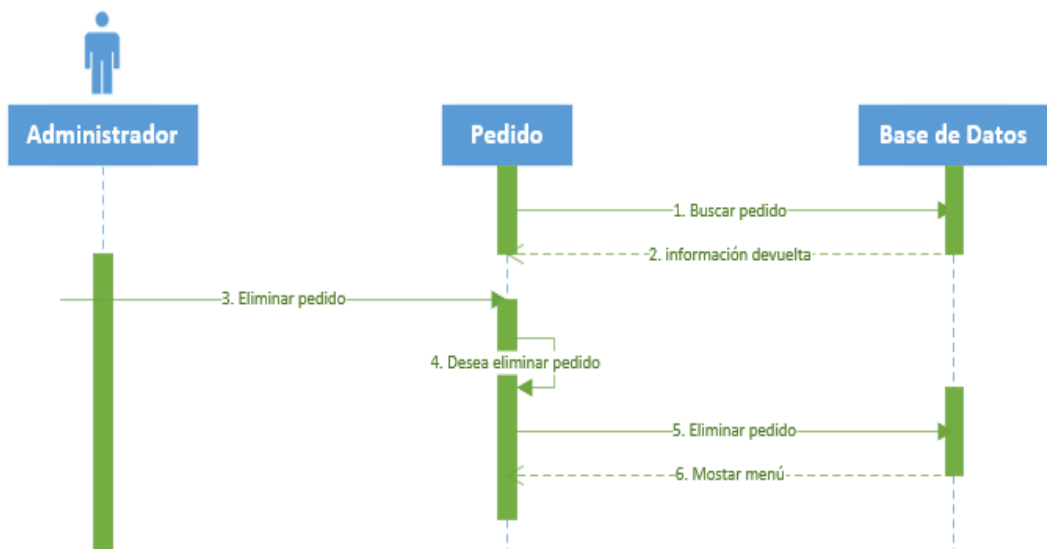 Administrador
Pedido
Base de Datos
1. Buscar pedido
2. información devuelta
3. Eliminar pedido
4. Desea eliminar pedido
5. Eliminar pedido
6. Mostar menú